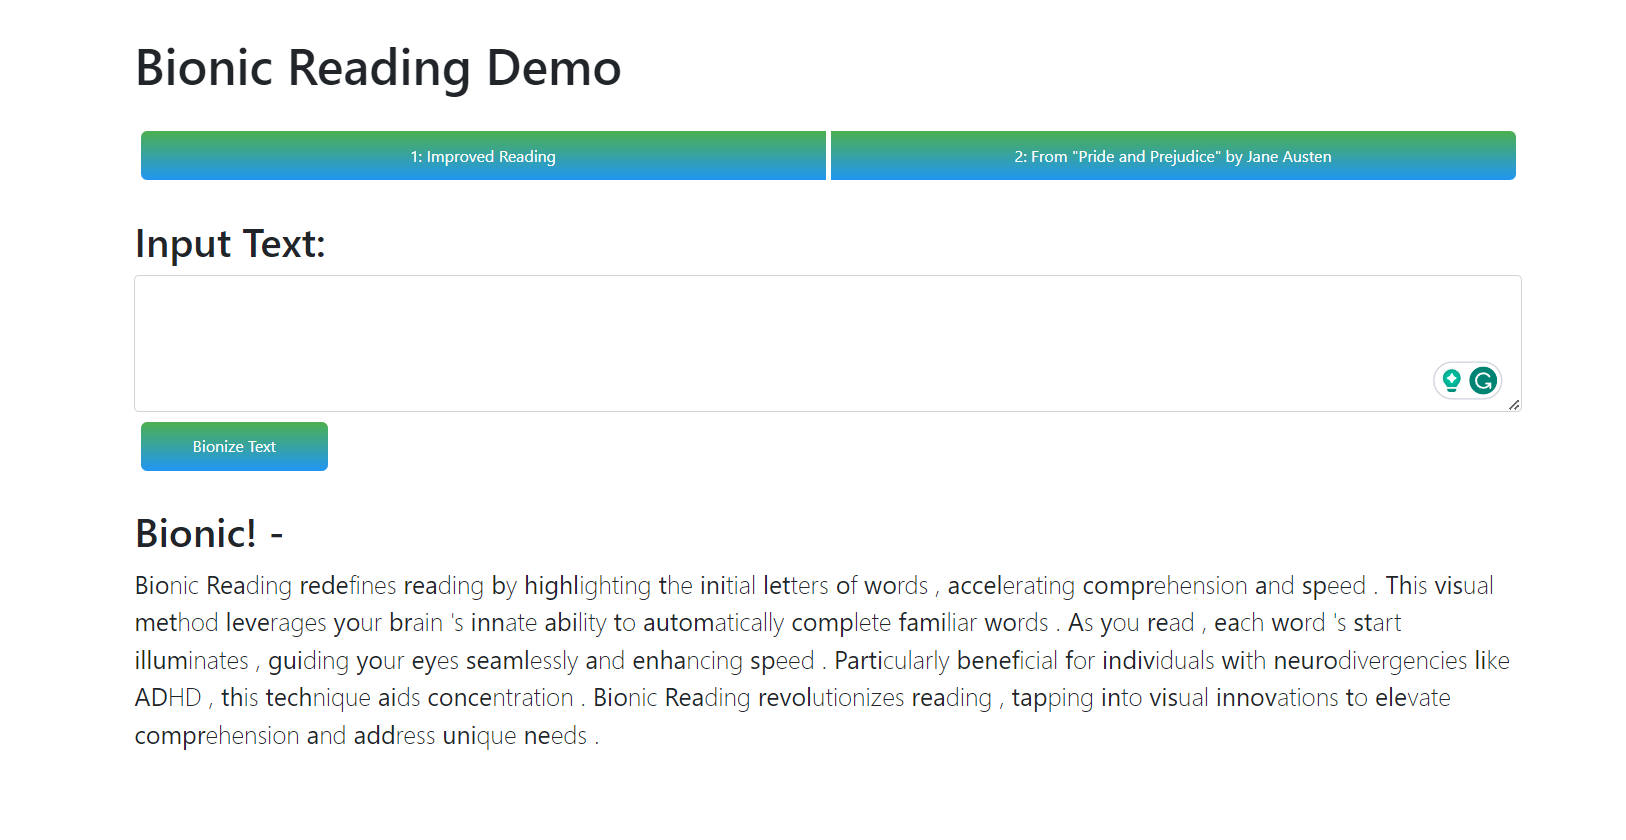 Bionic Reading Demo
1: Improved Reading
2: From "Pride and Prejudice" by Jane Austen
Input Text:
Bionize Text
Bionic! -
Bionic Reading redefines reading by highlighting the initial letters of words , accelerating comprehension and speed . This visual
method leverages your brain 's innate ability to automatically complete familiar words . As you read , each word 's start
illuminates , guiding your eyes seamlessly and enhancing speed . Particularly beneficial for individuals with neurodivergencies like
ADHD , this technique aids concentration . Bionic Reading revolutionizes reading , tapping into visual innovations to elevate
comprehension and address unique needs .